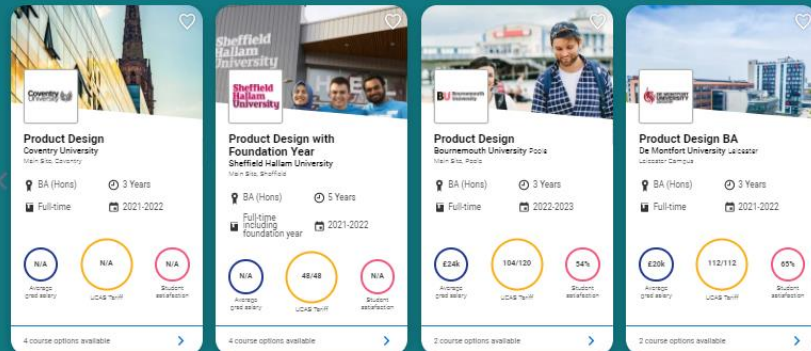 Coventry University
Product Design
Coventry University
Main Site, Coventry
BA (Hons)
3 Years
Full-time
2021-2022
N/A
N/A
N/A
Average grad salary
UCAS Tariff
Student satisfaction
4 course options available
Sheffield
Hallam
University
Sheffield
Hallam
University
Product Design with
Foundation Year
Sheffield Hallam University
Main Site, Sheffield
BA (Hons)
5 Years
Full-time
including
foundation year
2021-2022
N/A
48/48
N/A
Average
grad salary
UCAS Tariff
Student
satisfaction
4 course options available
BU Bournemouth
University
Product Design
Bournemouth University Poole
Main Site, Poole
BA (Hons)
3 Years
Full-time
2022-2023
£24k
104/120
54%
Average
grad salary
UCAS Tariff
Student
satisfaction
2 course options available
DE MONTFORT
UNIVERSITY
Product Design BA
De Montfort University Leicester
Leicester Campus
BA (Hons)
3 Years
Full-time
2021-2022
£20k
112/112
65%
Average
grad salary
UCAS Tariff
Student
satisfaction
2 course options available